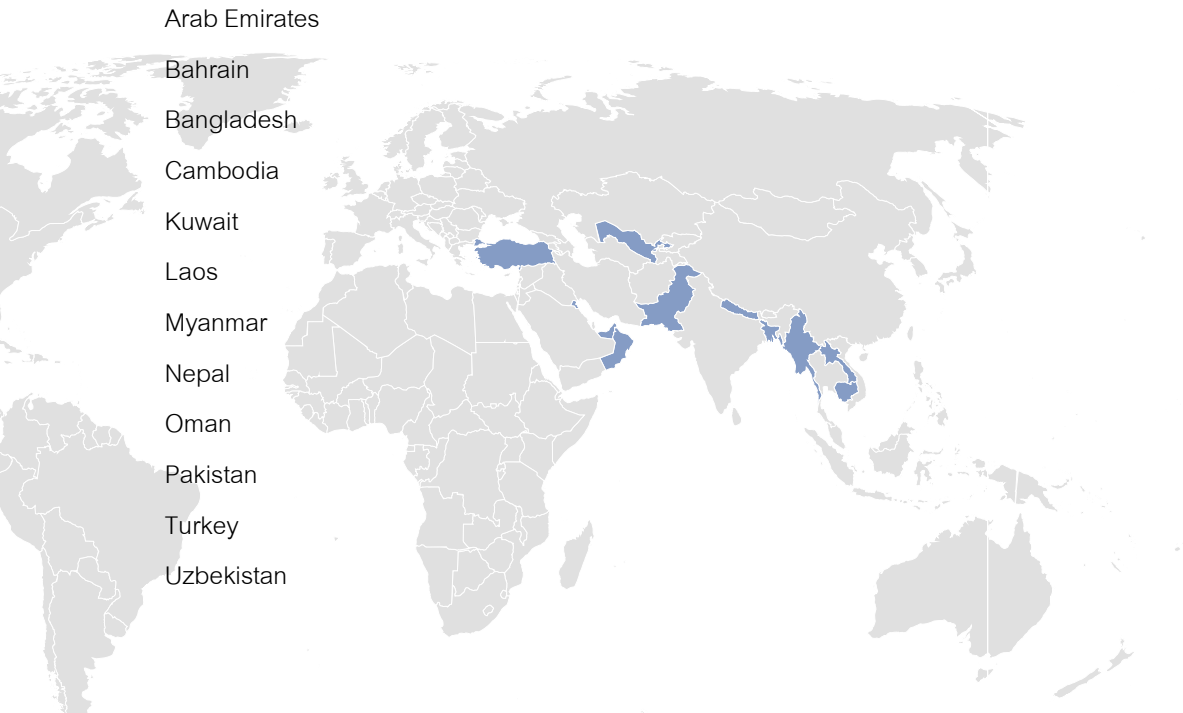 Arab Emirates
Bahrain
Bangladesh
Cambodia
Kuwait
Laos
Myanmar
Nepal
Oman
Pakistan
Turkey
Uzbekistan